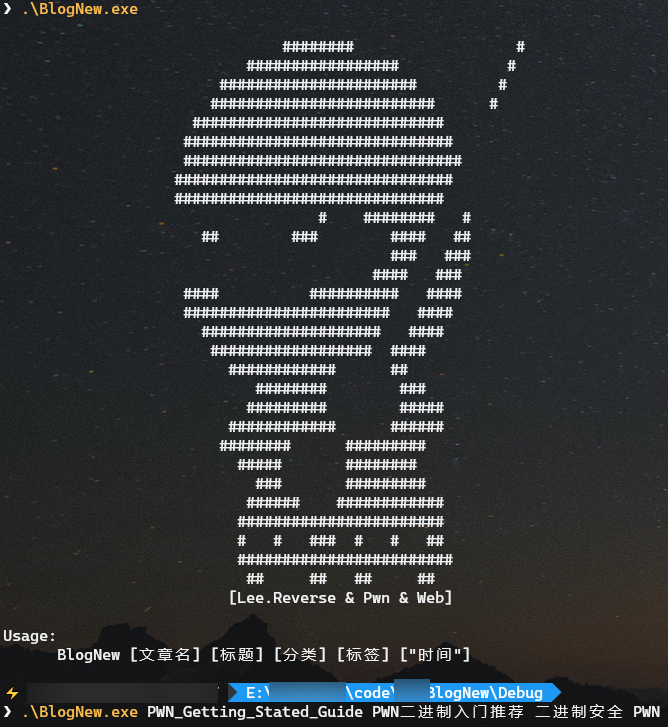 ❯ .\BlogNew.exe
[Lee.Reverse & Pwn & Web]
Usage:
BlogNew [文章名] [标题] [分类] [标签] ["时间"]
E:\ \code\ BlogNew\Debug
.\BlogNew.exe PWN_Getting_Stated_Guide PWN二进制入门推荐 二进制安全 PWN